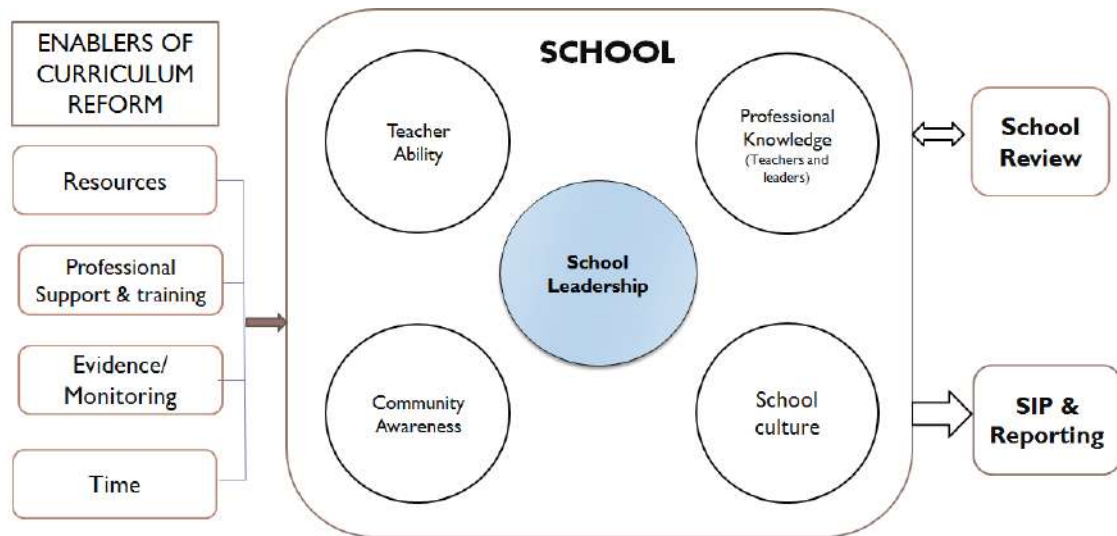 ENABLERS OF
CURRICULUM
REFORM
Resources
Professional
Support & training
Evidence/
Monitoring
Time
SCHOOL
Teacher
Ability
Professional
Knowledge
(Teachers and
leaders)
School
Leadership
Community
Awareness
School
culture
School
Review
SIP &
Reporting